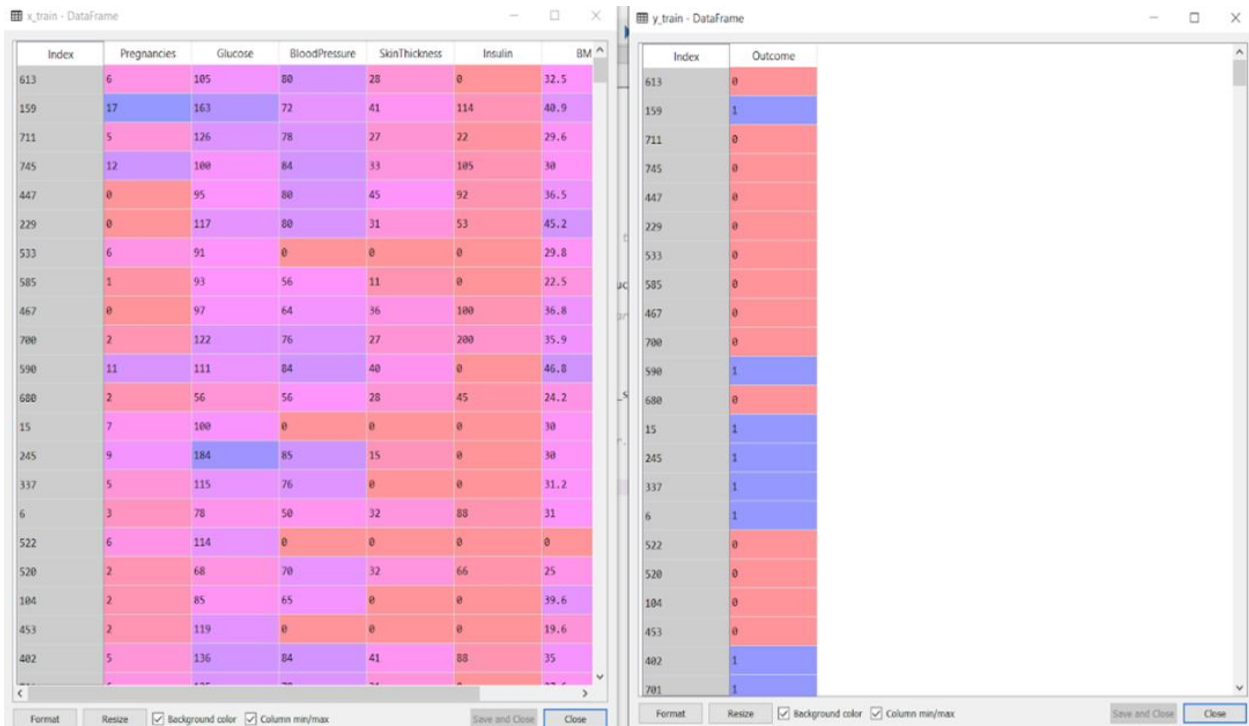 x_train - DataFrame
Index Pregnancies Glucose BloodPressure SkinThickness Insulin BM
613 6 105 80 28 0 32.5
159 17 163 72 41 114 40.9
711 5 126 78 27 22 29.6
745 12 100 84 33 105 30
447 0 95 80 45 92 36.5
229 0 117 80 31 53 45.2
533 6 91 0 0 0 29.8
585 1 93 56 11 0 22.5
467 0 97 64 36 100 36.8
700 2 122 76 27 200 35.9
590 11 111 84 40 0 46.8
680 2 56 56 28 45 24.2
15 7 100 0 0 0 30
245 9 184 85 15 0 30
337 5 115 76 0 0 31.2
6 3 78 50 32 88 31
522 6 114 0 0 0 0
520 2 68 70 32 66 25
104 2 85 65 0 0 39.6
453 2 119 0 0 0 19.6
402 5 136 84 41 88 35
Format Resize Background color Column min/max Save and Close Close
y_train - DataFrame
Index Outcome
613 0
159 1
711 0
745 0
447 0
229 0
533 0
585 0
467 0
700 0
590 1
680 0
15 1
245 1
337 1
6 1
522 0
520 0
104 0
453 0
402 1
701 1
Format Resize Background color Column min/max Save and Close Close